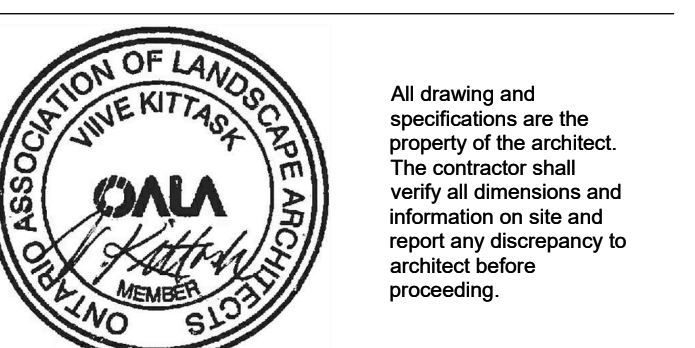 ONTARIO ASSOCIATION OF LANDSCAPE ARCHITECTS
VIIVE KITTASK
OALA
V Kittask
MEMBER
All drawing and
specifications are the
property of the architect.
The contractor shall
verify all dimensions and
information on site and
report any discrepancy to
architect before
proceeding.